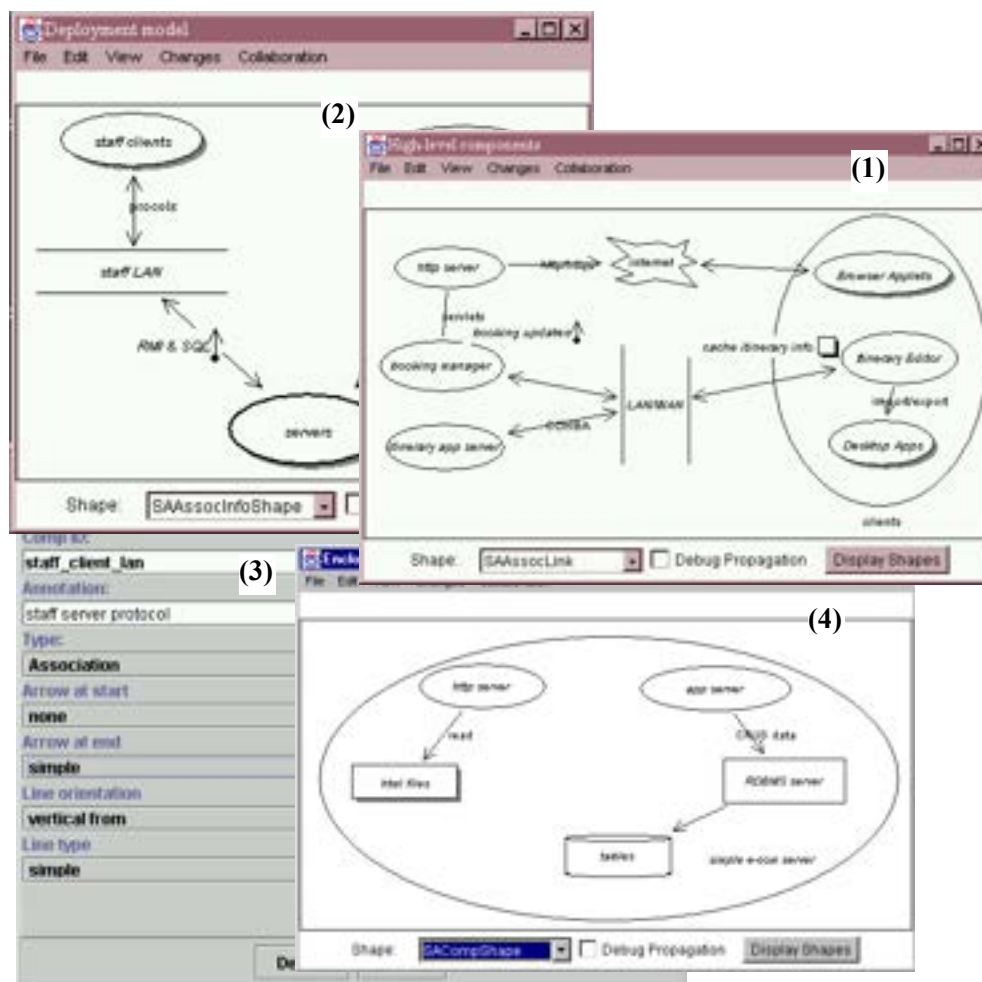 Deployment model
File Edit View Changes Collaboration
(2)
staff clients
procols
staff LAN
RMI & SQL
servers
Shape: SAAssocInfoShape
High-level components
File Edit View Changes Collaboration
(1)
http server
internet
Browser Applets
servlets
booking updates
cache itinerary info
booking manager
Itinerary Editor
LAN/WAN
import/export
CORBA
itinerary app server
Desktop Apps
clients
Shape: SAAssocLink Debug Propagation Display Shapes
(3)
Comp ID:
staff_client_lan
Annotation:
staff server protocol
Type:
Association
Arrow at start
none
Arrow at end
simple
Line orientation
vertical from
Line type
simple
De
File Edit
(4)
http server
app server
read
data
html files
RDBMS server
tables
simple e-com server
Shape: SACompShape Debug Propagation Display Shapes